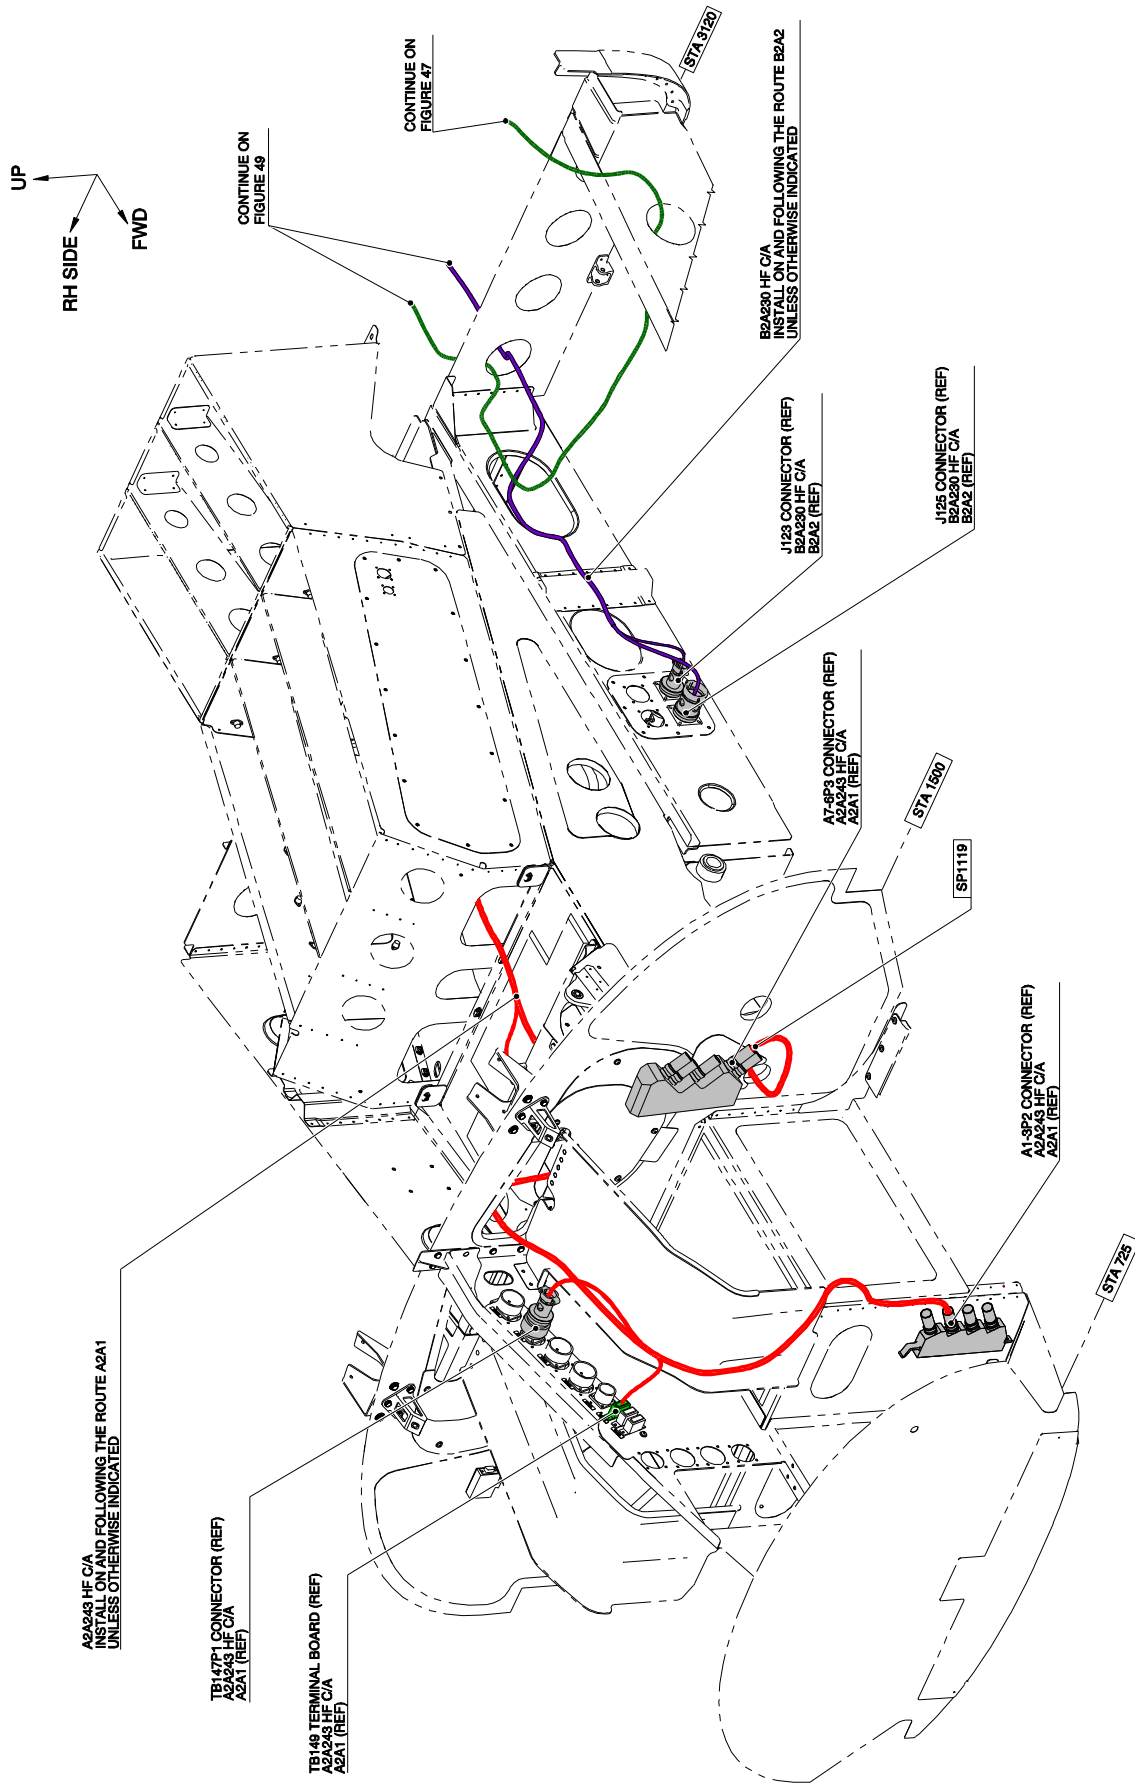 UP
RH SIDE
FWD
CONTINUE ON
FIGURE 49
CONTINUE ON
FIGURE 47
STA 3120
B2A230 HF C/A
INSTALL ON AND FOLLOWING THE ROUTE B2A2
UNLESS OTHERWISE INDICATED
J123 CONNECTOR (REF)
B2A230 HF C/A
B2A2 (REF)
J125 CONNECTOR (REF)
B2A230 HF C/A
B2A2 (REF)
A7-6P3 CONNECTOR (REF)
A2A243 HF C/A
A2A1 (REF)
STA 1500
SP1119
A1-3P2 CONNECTOR (REF)
A2A243 HF C/A
A2A1 (REF)
STA 725
A2A243 HF C/A
INSTALL ON AND FOLLOWING THE ROUTE A2A1
UNLESS OTHERWISE INDICATED
TB147P1 CONNECTOR (REF)
A2A243 HF C/A
A2A1 (REF)
TB149 TERMINAL BOARD (REF)
A2A243 HF C/A
A2A1 (REF)